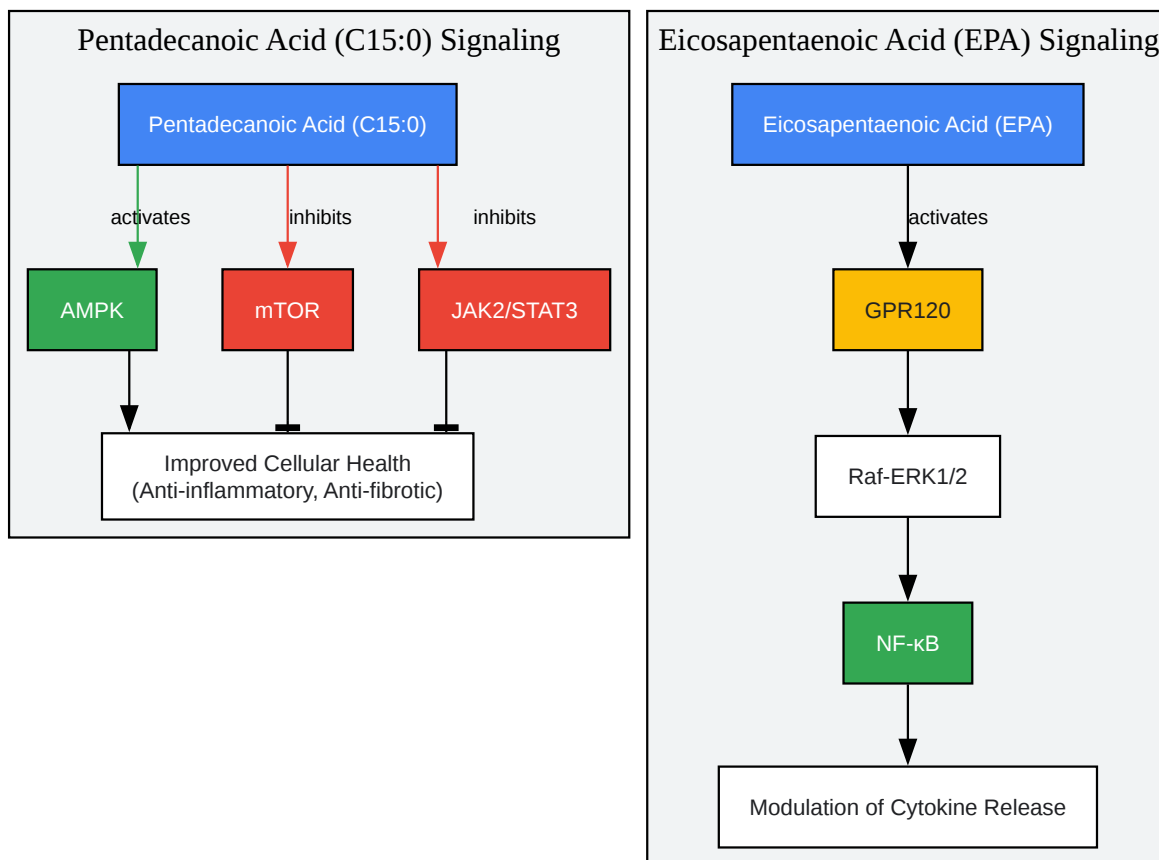 Pentadecanoic Acid (C15:0) Signaling
Pentadecanoic Acid (C15:0)
activates
inhibits
inhibits
AMPK
mTOR
JAK2/STAT3
Improved Cellular Health
(Anti-inflammatory, Anti-fibrotic)
Eicosapentaenoic Acid (EPA) Signaling
Eicosapentaenoic Acid (EPA)
activates
GPR120
Raf-ERK1/2
NF-κB
Modulation of Cytokine Release